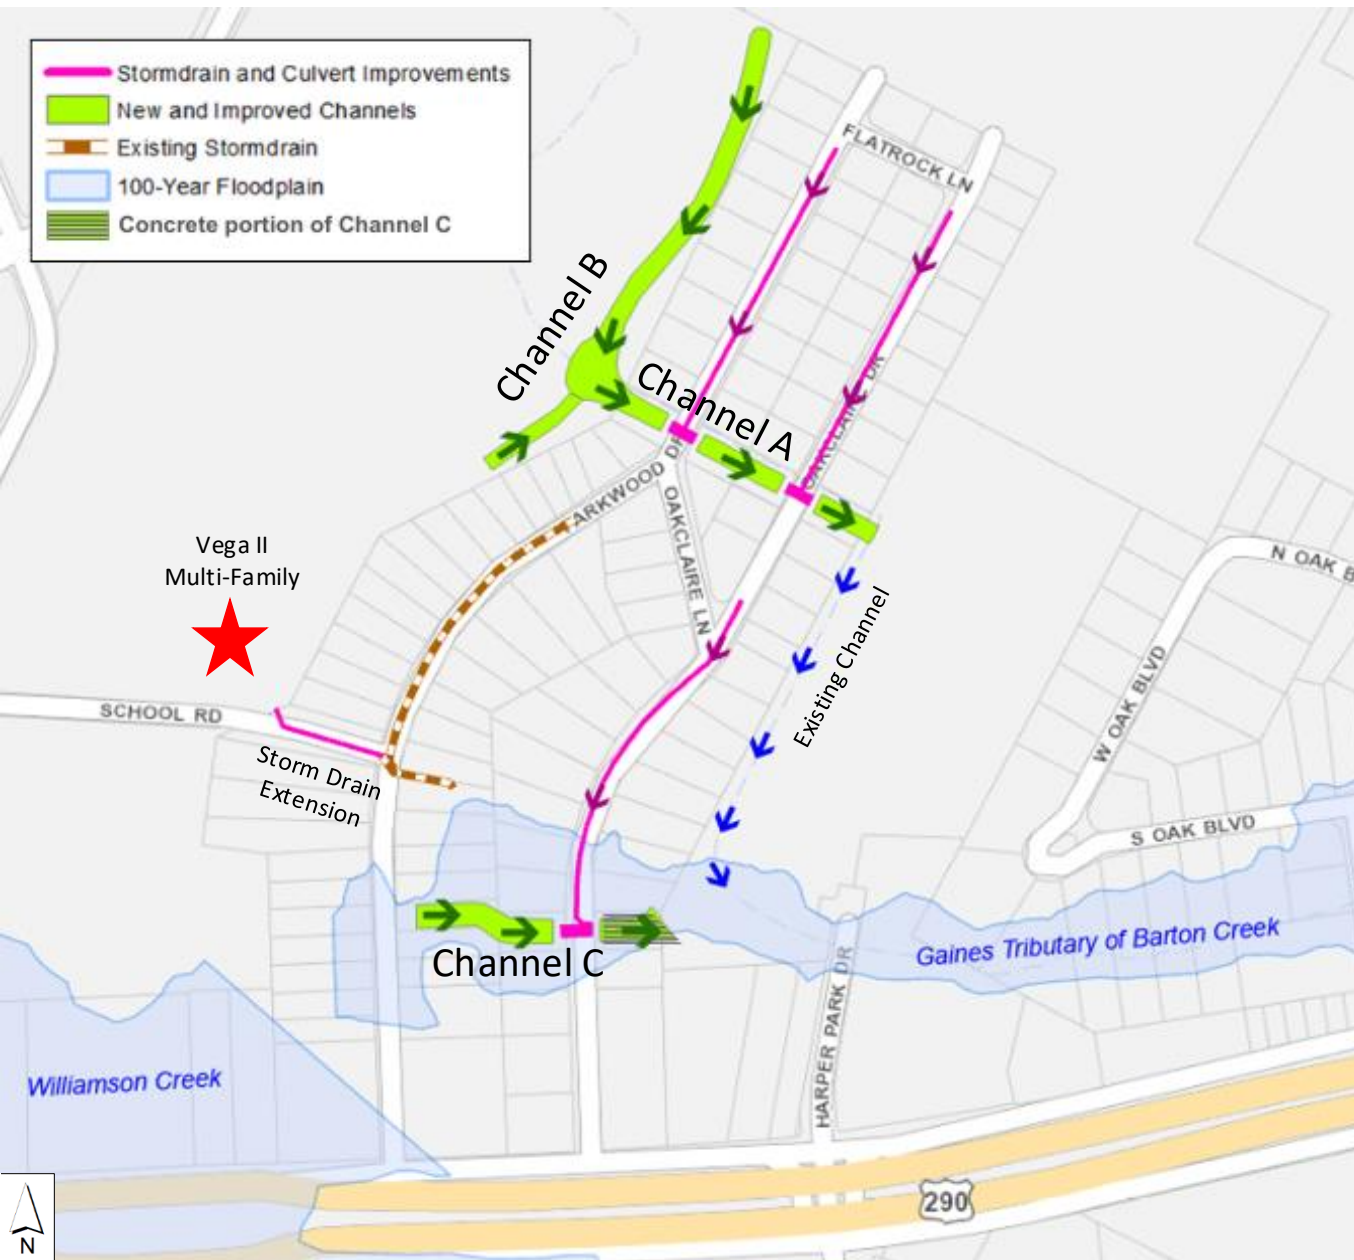 Stormdrain and Culvert Improvements
New and Improved Channels
Existing Stormdrain
100-Year Floodplain
Concrete portion of Channel C
FLATROCK LN
Channel B
Channel A
OAKCLAIRE DR
ARKWOOD DR
OAKCLAIRE LN
Vega II
Multi-Family
SCHOOL RD
Storm Drain
Extension
Existing Channel
N OAK B
W OAK BLVD
S OAK BLVD
Channel C
Gaines Tributary of Barton Creek
HARPER PARK DR
Williamson Creek
290
N